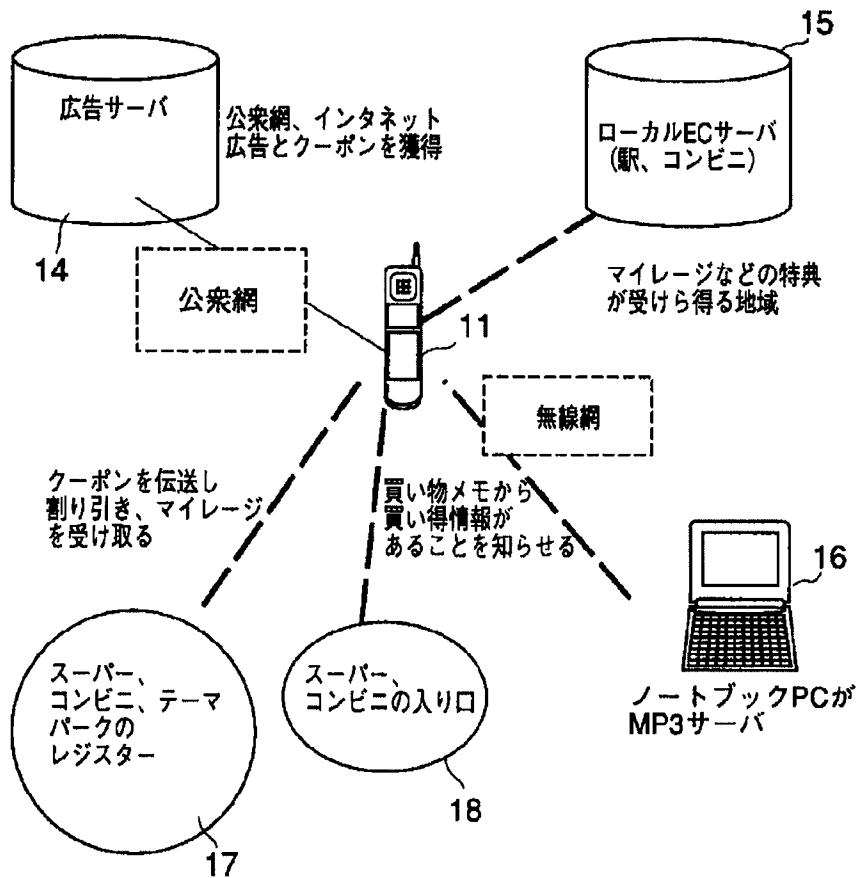 15
広告サーバ
公衆網、インタネット
広告とクーポンを獲得
ローカルECサーバ
(駅、コンビニ)
14
公衆網
マイレージなどの特典
が受けら得る地域
11
無線網
クーポンを伝送し
割り引き、マイレージ
を受け取る
買い物メモから
買い得情報が
あることを知らせる
16
スーパー、
コンビニ、テーマ
パークの
レジスター
スーパー、
コンビニの入り口
ノートブックPCが
MP3サーバ
18
17